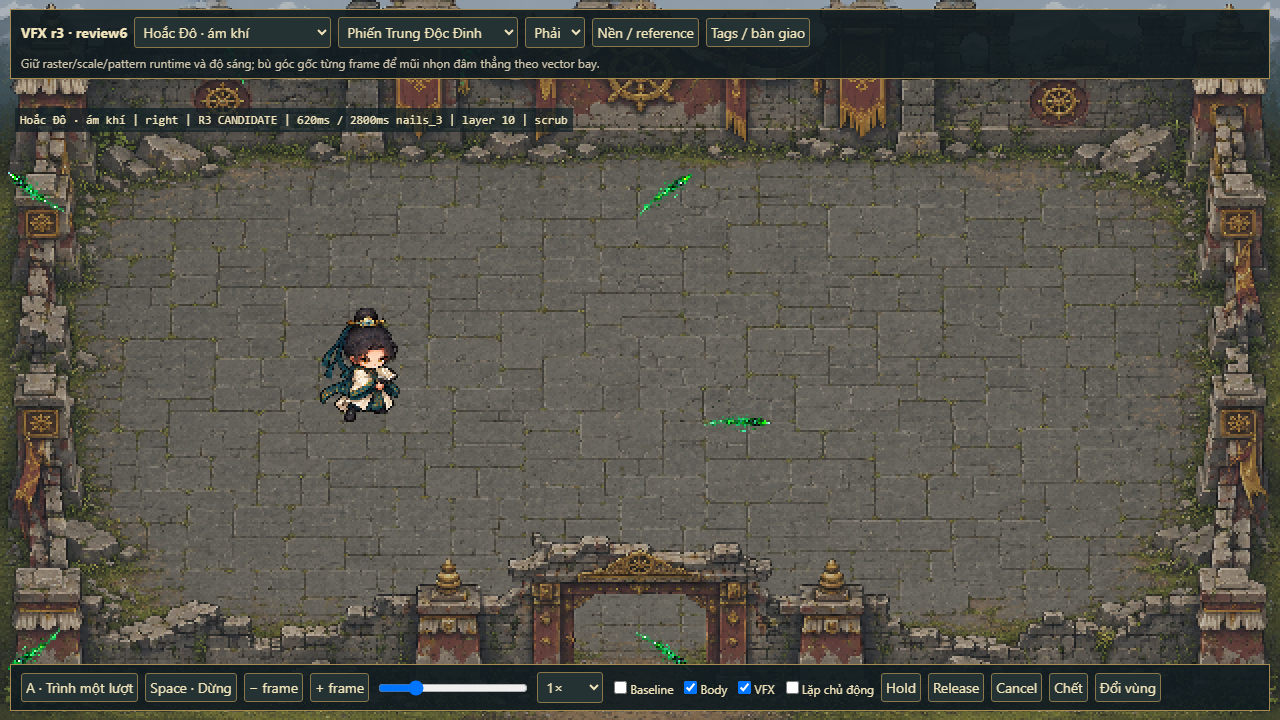 VFX r3 · review6 Hoắc Đô · ám khí Phiến Trung Độc Đinh Phải Nền / reference Tags / bàn giao
Giữ raster/scale/pattern runtime và độ sáng; bù góc gốc từng frame để mũi nhọn đâm thẳng theo vector bay.
Hoắc Đô · ám khí | right | R3 CANDIDATE | 620ms / 2800ms nails_3 | layer 10 | scrub
A · Trình một lượt Space · Dừng − frame + frame 1× Baseline Body VFX Lặp chủ động Hold Release Cancel Chết Đổi vùng